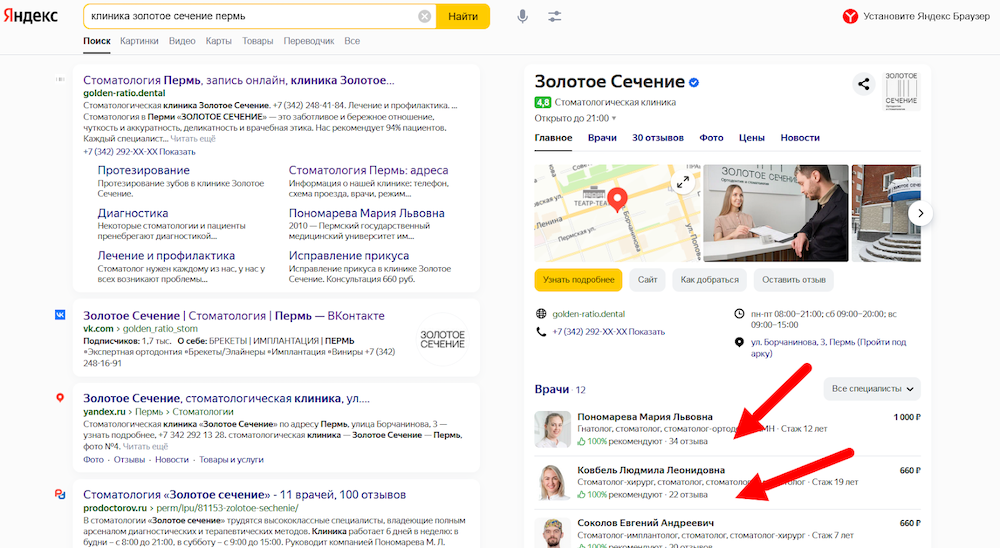 Яндекс
клиника золотое сечение пермь
Найти
Установите Яндекс Браузер
Поиск Картинки Видео Карты Товары Переводчик Все
Стоматология Пермь, запись онлайн, клиника Золотое...
golden-ratio.dental
Стоматологическая клиника Золотое Сечение. +7 (342) 248-41-84. Лечение и профилактика. ...
Стоматология в Перми «ЗОЛОТОЕ СЕЧЕНИЕ» — это заботливое и бережное отношение,
чуткость и аккуратность, деликатность и врачебная этика. Нас рекомендует 94% пациентов.
Каждый специалист... Читать ещё
+7 (342) 292-XX-XX Показать
Протезирование
Протезирование зубов в клинике Золотое
Сечение.
Стоматология Пермь: адреса
Информация о нашей клинике: телефон,
схема проезда, врачи, режим...
Диагностика
Некоторые стоматологии и пациенты
пренебрегают диагностикой...
Пономарева Мария Львовна
2010 — Пермский государственный
медицинский университет им...
Лечение и профилактика
Стоматолог нужен каждому из нас, у нас у
всех возникают проблемы...
Исправление прикуса
Исправление прикуса в клинике Золотое
Сечение. Консультация 660 руб.
Золотое Сечение | Стоматология | Пермь — ВКонтакте
vk.com › golden_ratio_stom
Подписчиков: 1,7 тыс. О себе: БРЕКЕТЫ | ИМПЛАНТАЦИЯ | ПЕРМЬ
•Экспертная ортодонтия •Брекеты/Элайнеры •Имплантация •Виниры +7 (342)
248-16-91
ЗОЛОТОЕ
СЕЧЕНИЕ
Золотое Сечение, стоматологическая клиника, ул....
yandex.ru › Пермь › Стоматологии
Стоматологическая клиника «Золотое Сечение» по адресу Пермь, улица Борчанинова, 3 —
узнать подробнее, +7 342 292 13 28. стоматологическая клиника — Золотое Сечение — Пермь,
фото №4. Читать ещё
Фото · Отзывы · Новости · Товары и услуги
Стоматология «Золотое сечение» - 11 врачей, 100 отзывов
prodoctorov.ru › perm/lpu/81153-zolotoe-sechenie/
В стоматологии «Золотое сечение» трудятся высококлассные специалисты, владеющие полным
арсеналом диагностических и терапевтических методов. Клиника работает 6 дней в неделю: в
будни – с 8:00 до 21:00, в субботу – с 9:00 до 15:00. Руководит компанией Пономарева М. Л.
Золотое Сечение
4,8 Стоматологическая клиника
Открыто до 21:00
ЗОЛОТОЕ
СЕЧЕНИЕ
Главное Врачи 30 отзывов Фото Цены Новости
ТЕАТР-ТЕАТР
Ленина
Пермская ул.
Борчанинова
ул. Попова
ЗОЛОТОЕ СЕЧЕНИЕ
ЗОЛОТОЕ СЕЧЕНИЕ
Узнать подробнее Сайт Как добраться Оставить отзыв
golden-ratio.dental
+7 (342) 292-XX-XX Показать
пн-пт 08:00–21:00; сб 09:00–20:00; вс
09:00–15:00
ул. Борчанинова, 3, Пермь (Пройти под
арку)
Врачи · 12
Все специалисты
Пономарева Мария Львовна 1 000 ₽
Гнатолог, стоматолог, стоматолог-ортодо МН · Стаж 12 лет
100% рекомендуют · 34 отзыва
Ковбель Людмила Леонидовна 660 ₽
Стоматолог-хирург, стоматолог, стоматоло толог · Стаж 19 лет
100% рекомендуют · 22 отзыва
Соколов Евгений Андреевич 660 ₽
Стоматолог-имплантолог, стоматолог, стоматолог-хирург · Стаж 7 лет
100% рекомендуют · 20 отзывов